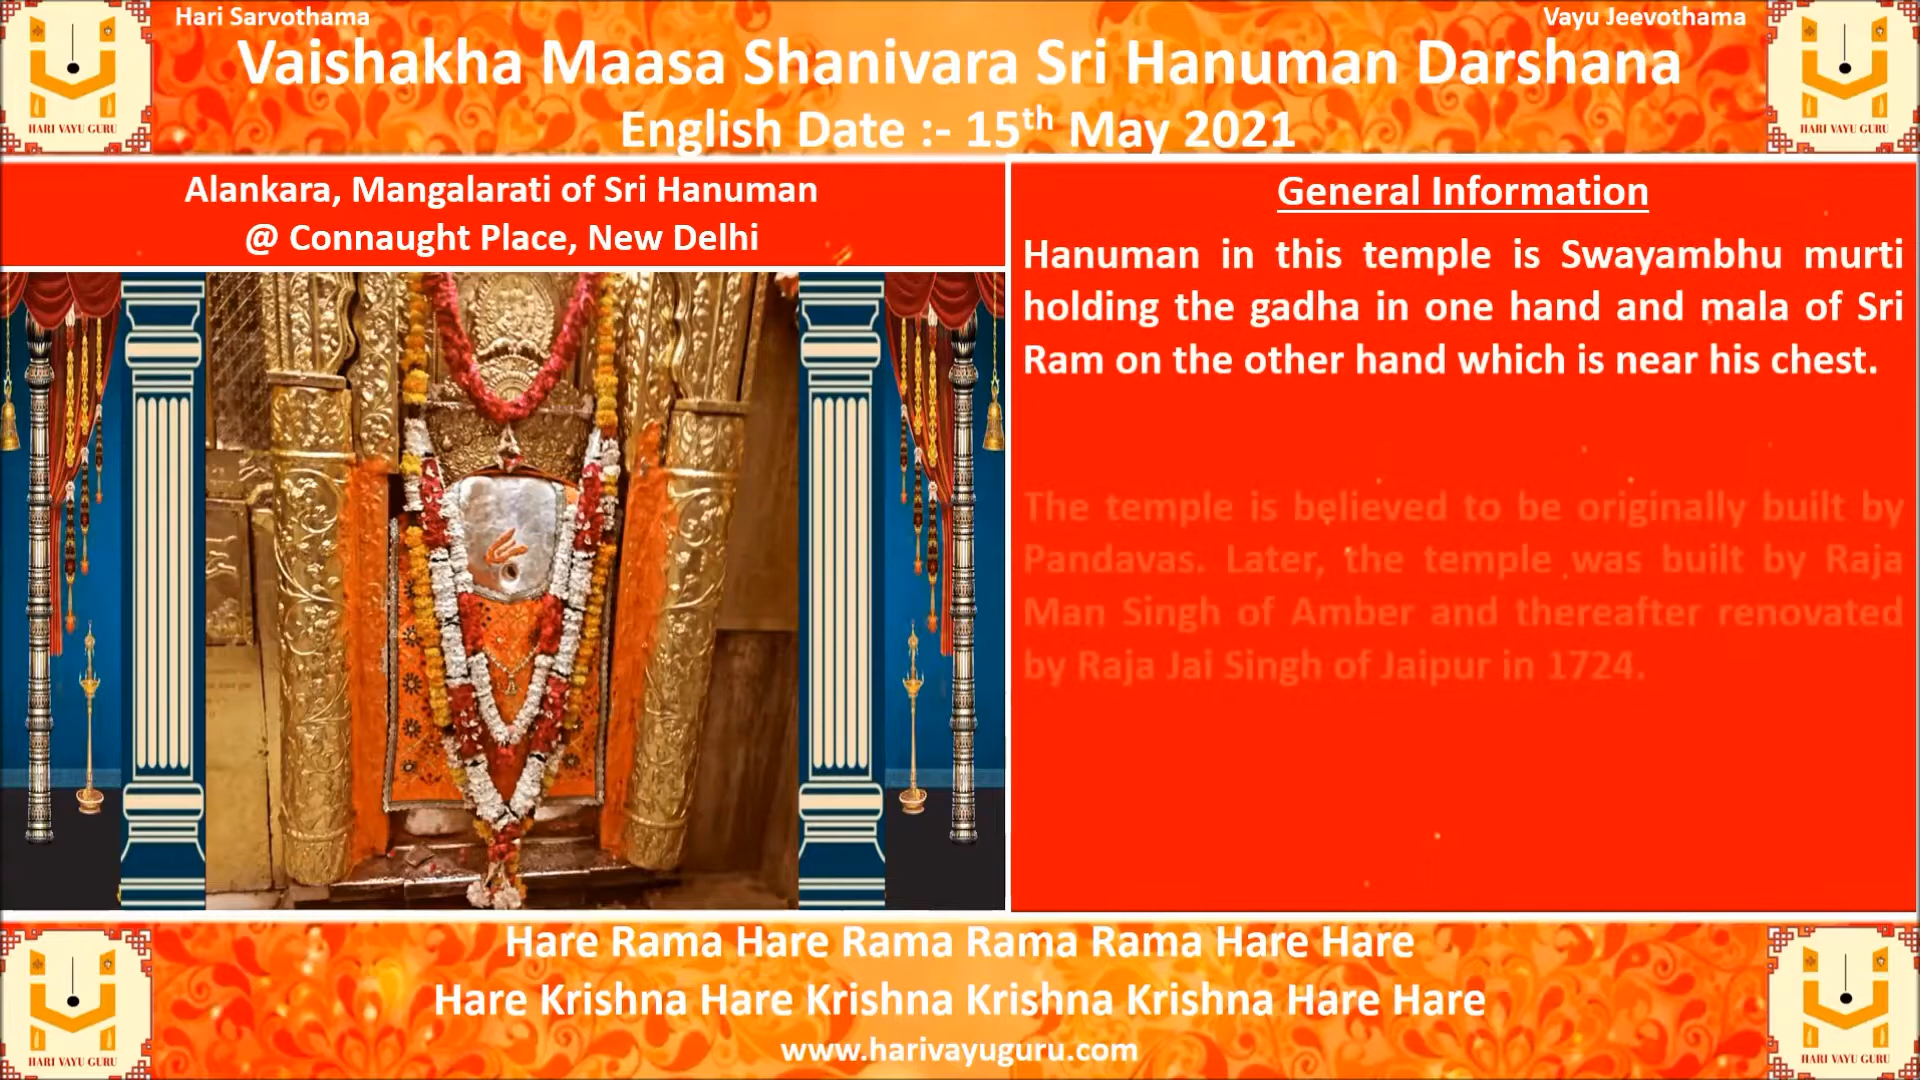 Hari Sarvothama
Vayu Jeevothama
Vaishakha Maasa Shanivara Sri Hanuman Darshana
English Date :- 15th May 2021
HARI VAYU GURU
HARI VAYU GURU
Alankara, Mangalarati of Sri Hanuman
@ Connaught Place, New Delhi
General Information
Hanuman in this temple is Swayambhu murti
holding the gadha in one hand and mala of Sri
Ram on the other hand which is near his chest.
The temple is believed to be originally built by
Pandavas. Later, the temple was built by Raja
Man Singh of Amber and thereafter renovated
by Raja Jai Singh of Jaipur in 1724.
Hare Rama Hare Rama Rama Rama Hare Hare
Hare Krishna Hare Krishna Krishna Krishna Hare Hare
www.harivayuguru.com
HARI VAYU GURU
HARI VAYU GURU